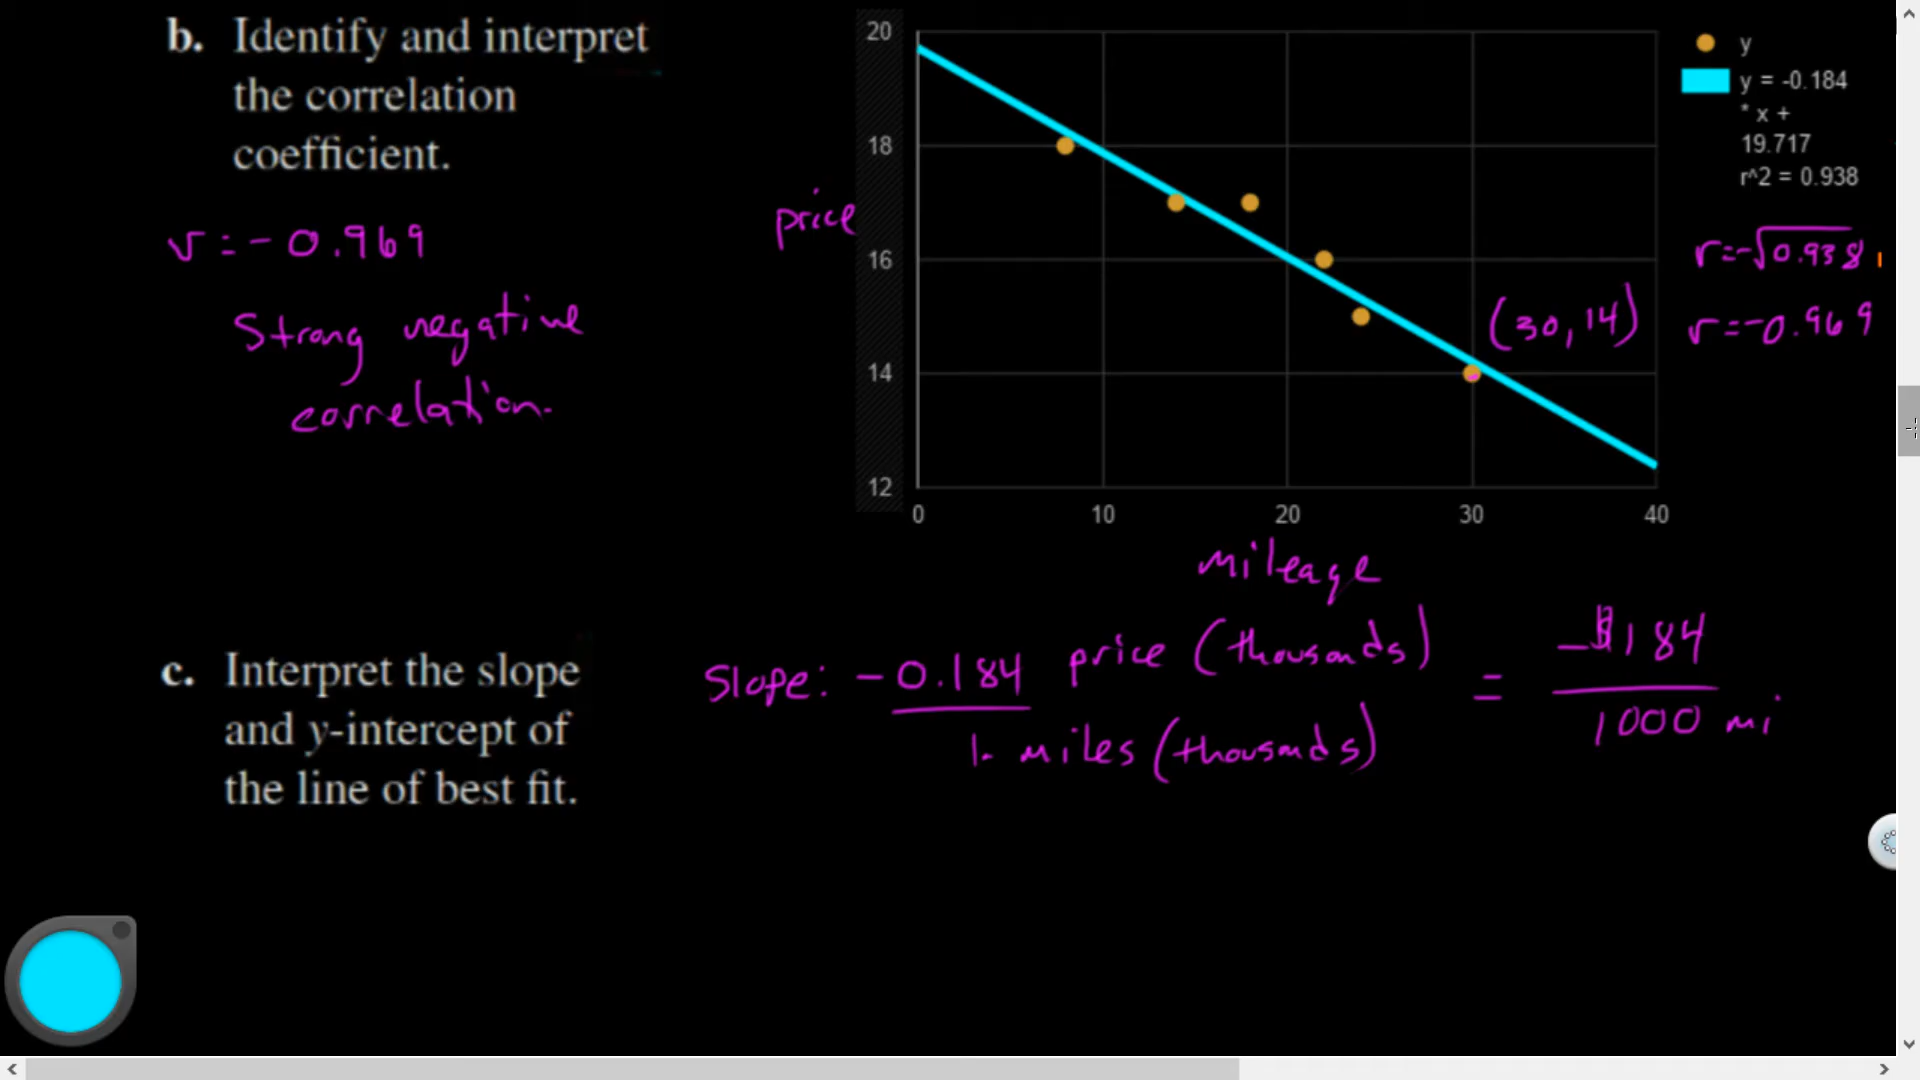 b. Identify and interpret
the correlation
coefficient.
r = - 0.969
Strong negative
correlation.
price
20
18
16
14
12
0 10 20 30 40
mileage
(30, 14)
y
y = -0.184
* x +
19.717
r^2 = 0.938
r = -√0.938
r = -0.969
c. Interpret the slope
and y-intercept of
the line of best fit.
Slope: -0.184 price (thousands)
1. miles (thousands)
= -$184
1000 mi